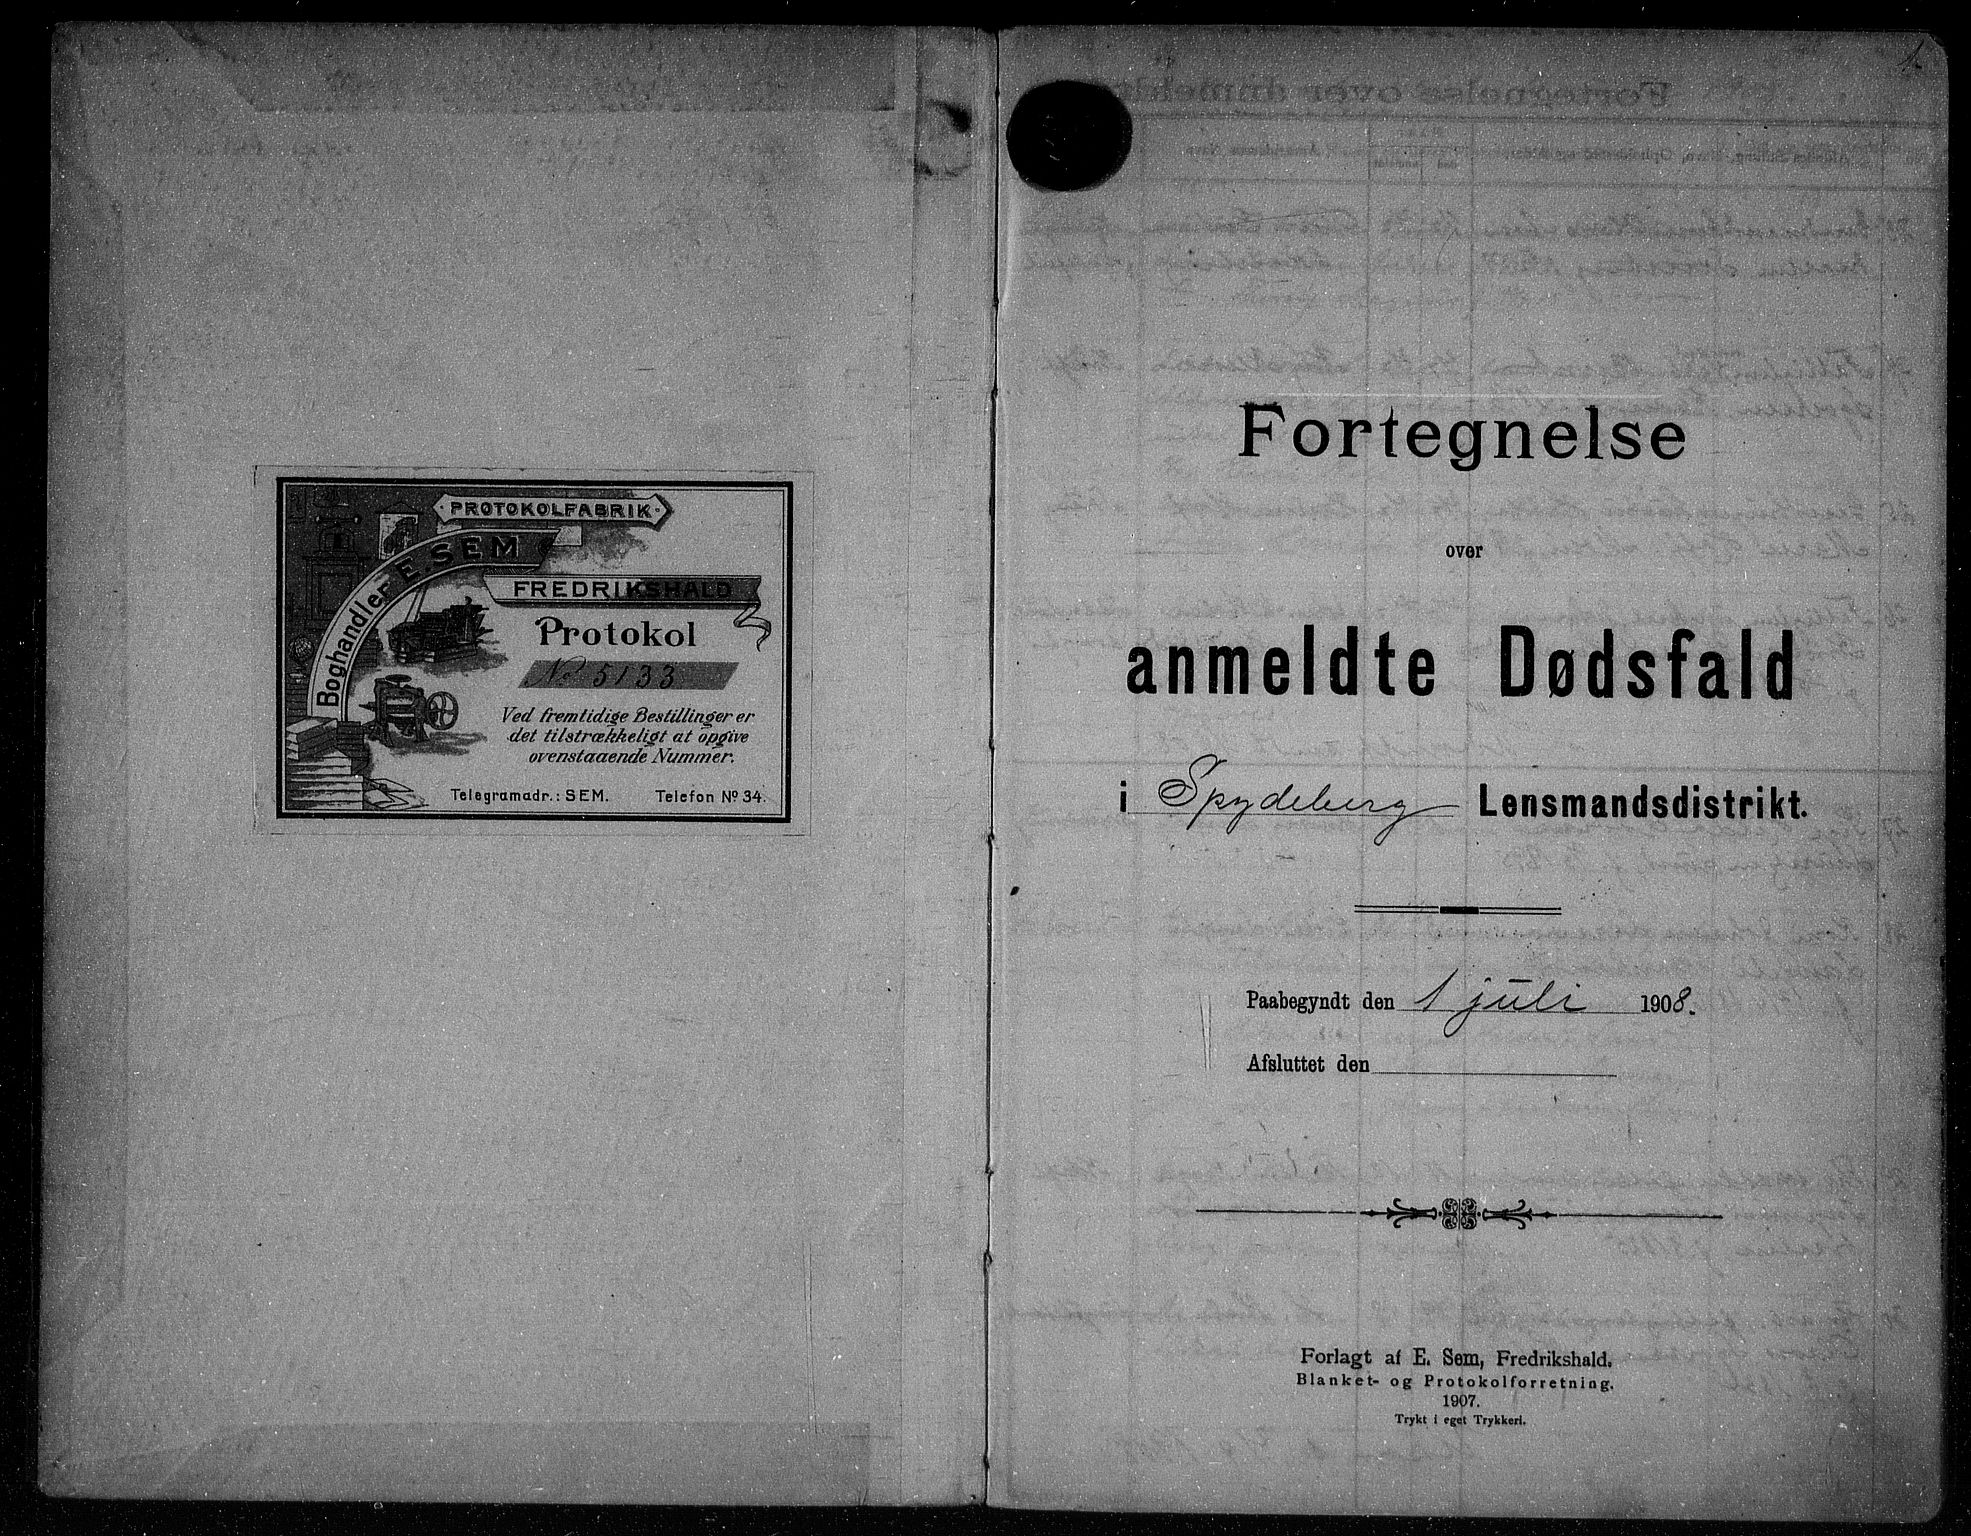 PROTOKOLFABRIK
Boghandler E. SEM
FREDRIKSHALD
Protokol
No 5133
Ved fremtidige Bestillinger er
det tilstrækkeligt at opgive
ovenstaaende Nummer.
Telegramadr.: SEM. Telefon No 34.
1.
Fortegnelse
over
anmeldte Dødsfald
i Spydeberg Lensmandsdistrikt.
Paabegyndt den 1 juli 1908.
Afsluttet den
Forlagt af E. Sem, Fredrikshald.
Blanket- og Protokolforretning.
1907.
Trykt i eget Trykkeri.